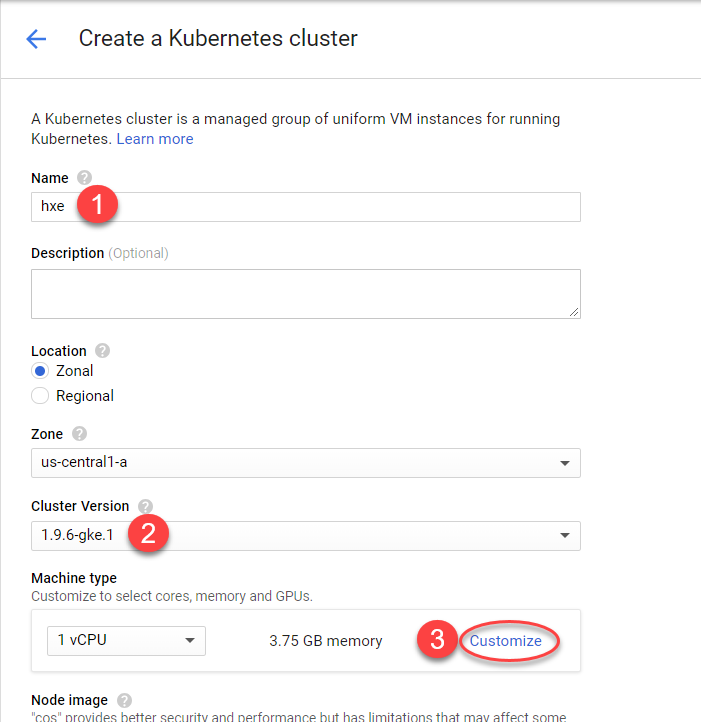 Create a Kubernetes cluster
A Kubernetes cluster is a managed group of uniform VM instances for running
Kubernetes. Learn more
Name ?
hxe 1
Description (Optional)
Location ?
Zonal
Regional
Zone ?
us-central1-a
Cluster Version ?
1.9.6-gke.1 2
Machine type
Customize to select cores, memory and GPUs.
1 vCPU 3.75 GB memory 3 Customize
Node image ?
"cos" provides better security and performance but has limitations that may affect some